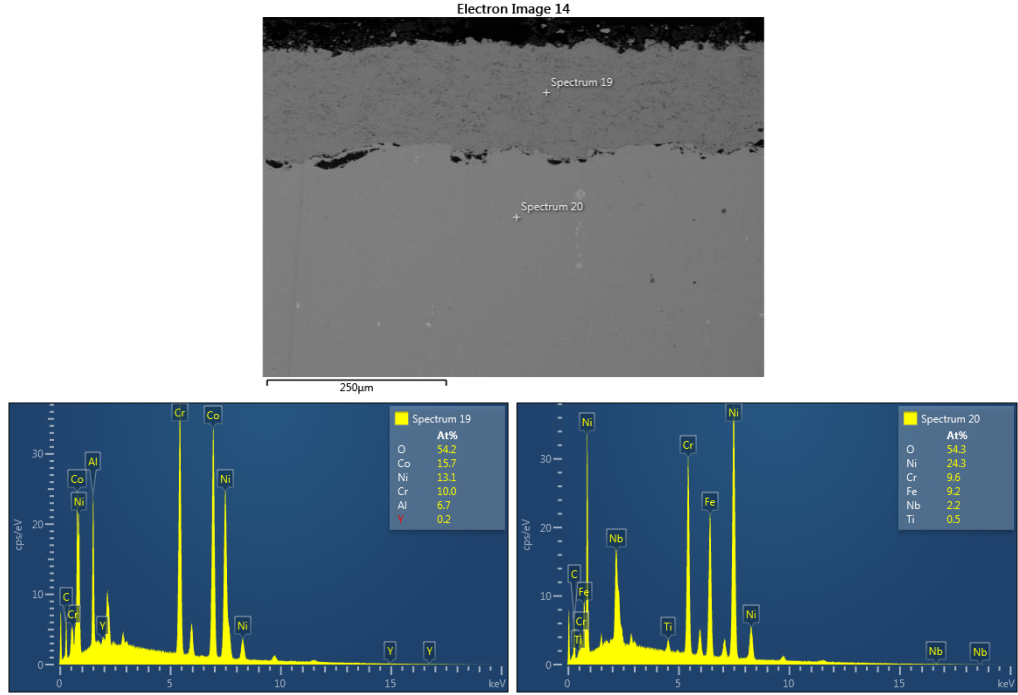 Electron Image 14
Spectrum 19
Spectrum 20
250µm
Cr
Co
Al
Co
Ni
Ni
C
Cr
Y
Ni
Y
Y
Spectrum 19
At%
O 54.2
Co 15.7
Ni 13.1
Cr 10.0
Al 6.7
Y 0.2
cps/eV
30
20
10
0
0 5 10 15 keV
Ni
Ni
Cr
Fe
Nb
C
Fe
Cr
Ti
Ti
Ni
Nb
Nb
Spectrum 20
At%
O 54.3
Ni 24.3
Cr 9.6
Fe 9.2
Nb 2.2
Ti 0.5
cps/eV
30
20
10
0
0 5 10 15 keV